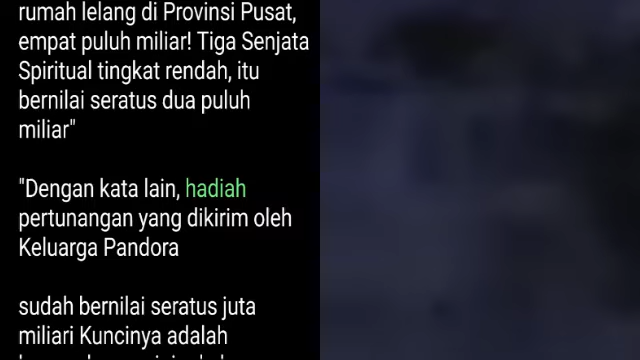 rumah lelang di Provinsi Pusat,
empat puluh miliar! Tiga Senjata
Spiritual tingkat rendah, itu
bernilai seratus dua puluh
miliar"
"Dengan kata lain, hadiah
pertunangan yang dikirim oleh
Keluarga Pandora
sudah bernilai seratus juta
miliari Kuncinya adalah